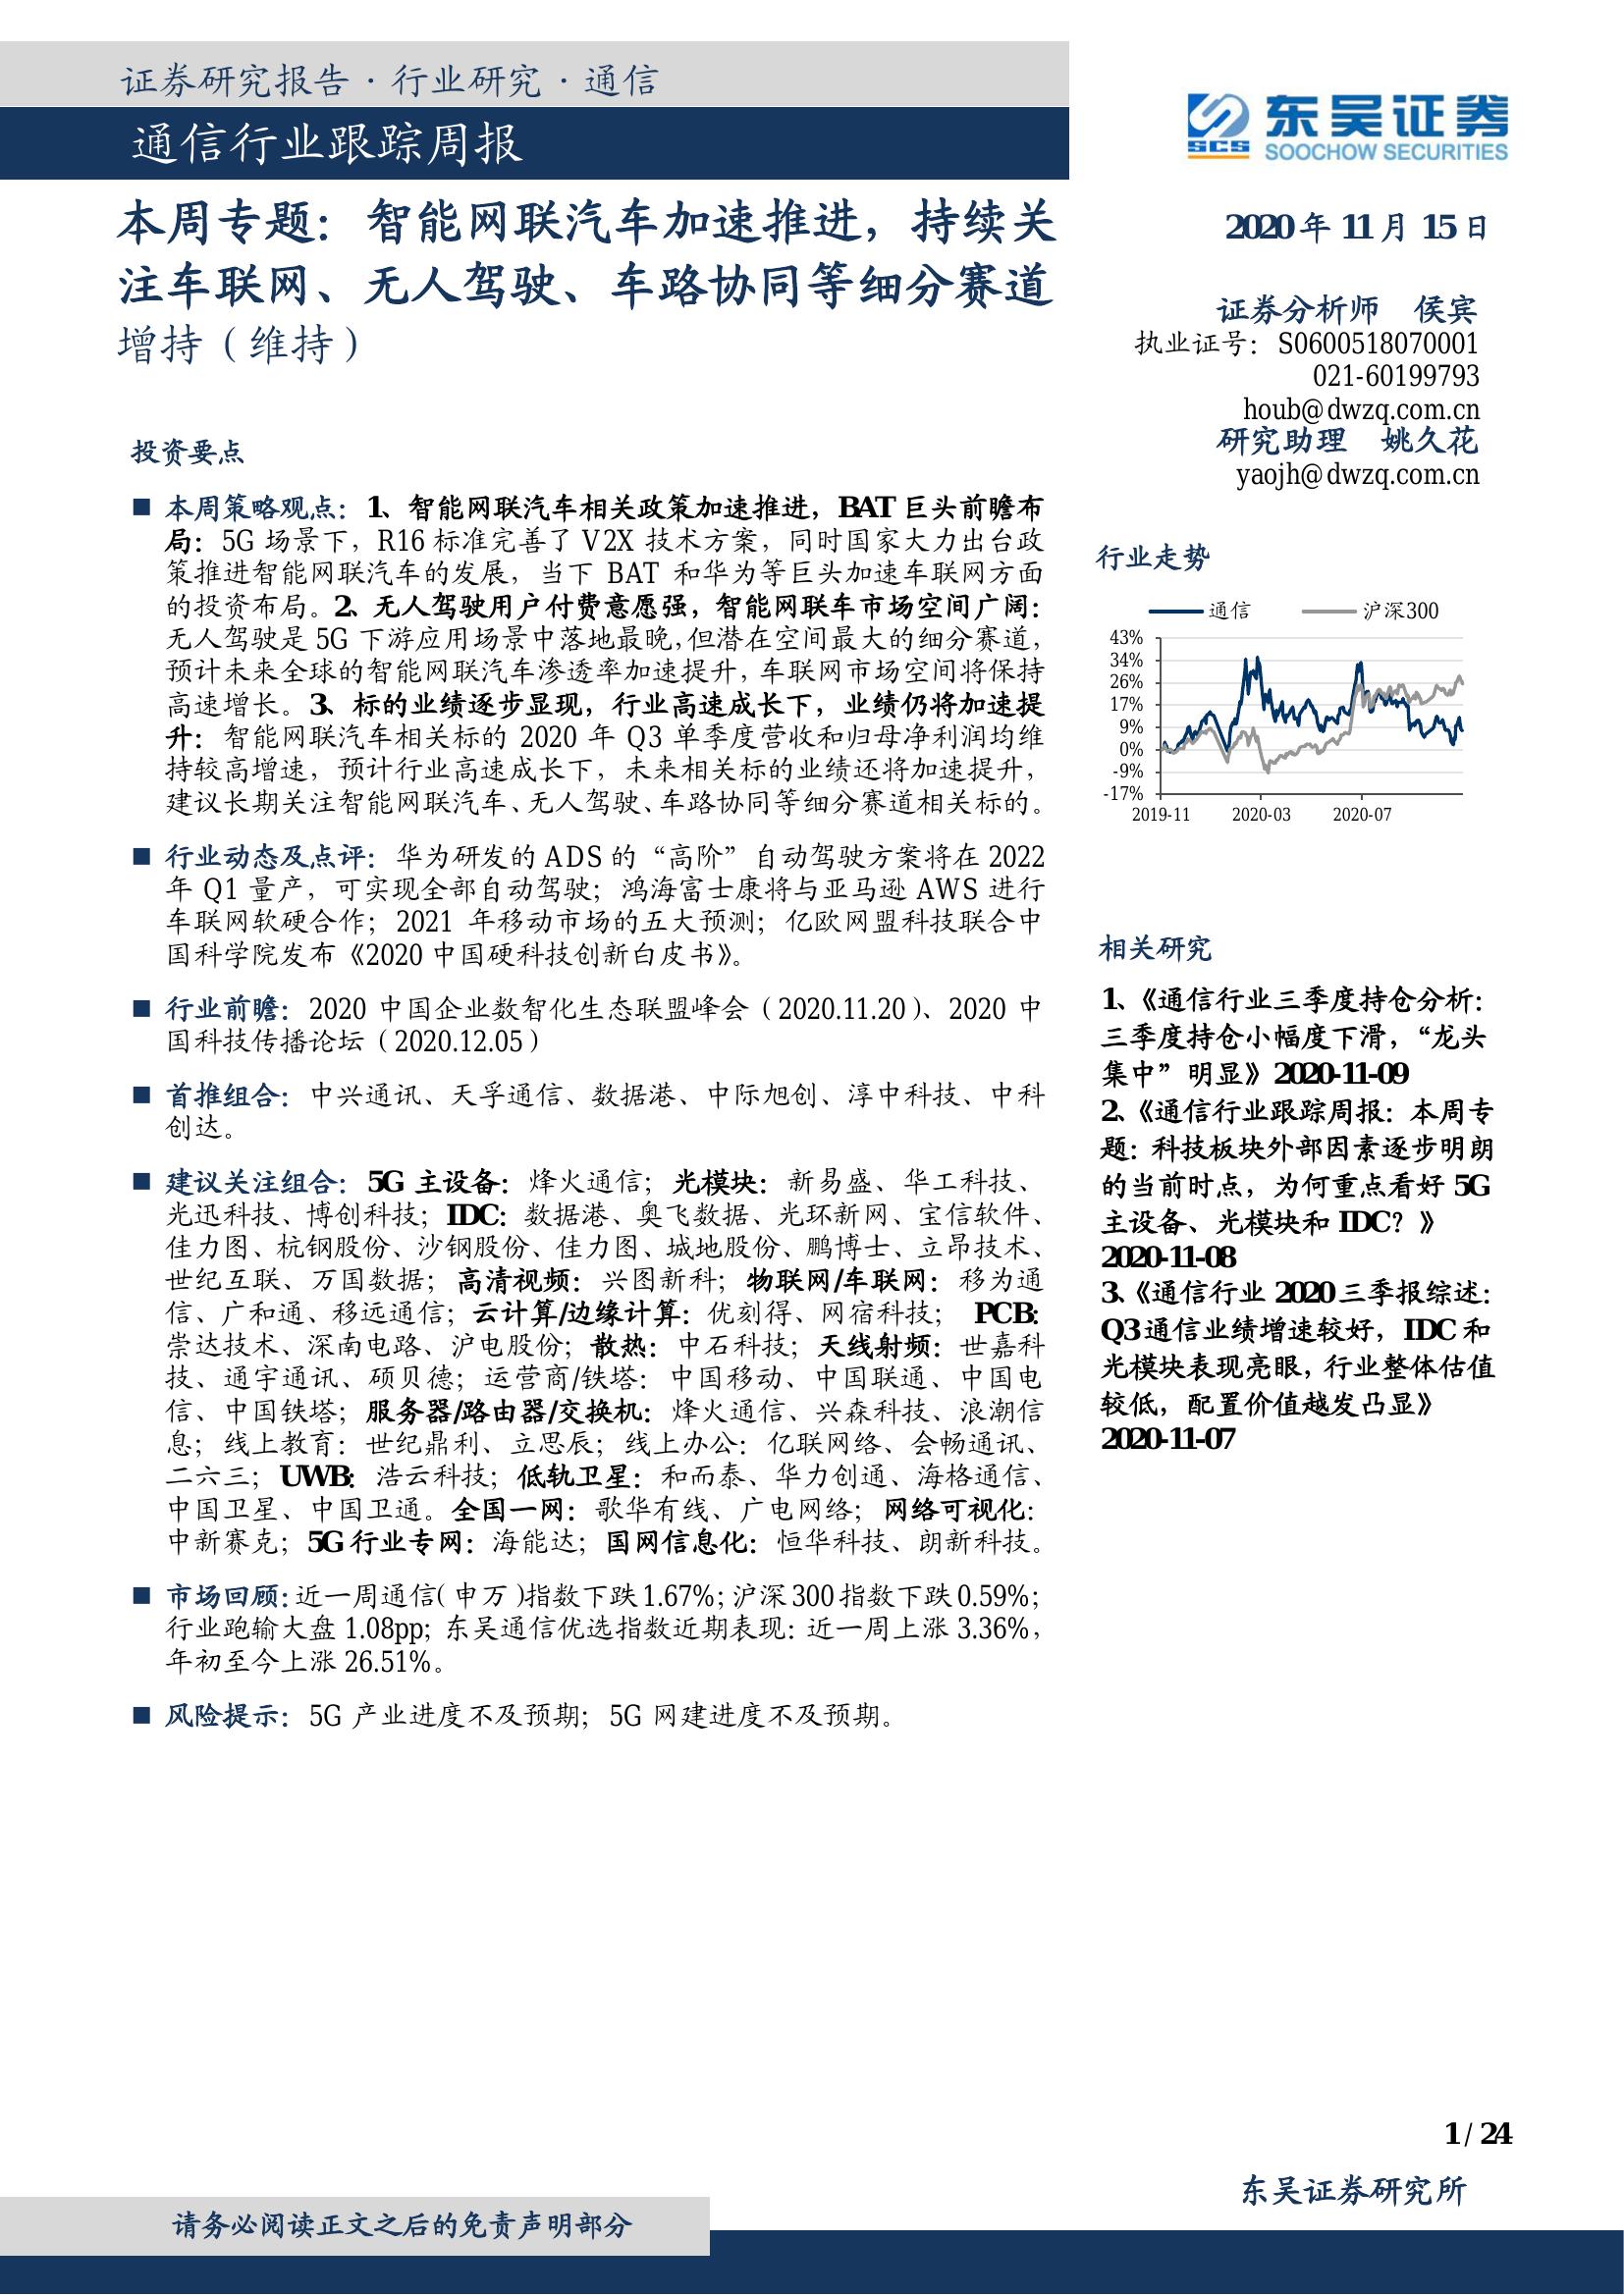 证券研究报告 · 行业研究 · 通信
通信行业跟踪周报
东吴证券
SCS
SOOCHOW SECURITIES
本周专题：智能网联汽车加速推进，持续关
注车联网、无人驾驶、车路协同等细分赛道
增持（维持）
2020 年 11 月 15 日
证券分析师 侯宾
执业证号：S0600518070001
021-60199793
houb@dwzq.com.cn
研究助理 姚久花
yaojh@dwzq.com.cn
投资要点
■ 本周策略观点：1、智能网联汽车相关政策加速推进，BAT 巨头前瞻布
局：5G 场景下，R16 标准完善了 V2X 技术方案，同时国家大力出台政
策推进智能网联汽车的发展，当下 BAT 和华为等巨头加速车联网方面
的投资布局。2、无人驾驶用户付费意愿强，智能网联车市场空间广阔：
无人驾驶是 5G 下游应用场景中落地最晚，但潜在空间最大的细分赛道，
预计未来全球的智能网联汽车渗透率加速提升，车联网市场空间将保持
高速增长。3、标的业绩逐步显现，行业高速成长下，业绩仍将加速提
升：智能网联汽车相关标的 2020 年 Q3 单季度营收和归母净利润均维
持较高增速，预计行业高速成长下，未来相关标的业绩还将加速提升，
建议长期关注智能网联汽车、无人驾驶、车路协同等细分赛道相关标的。
■ 行业动态及点评：华为研发的 ADS 的“高阶”自动驾驶方案将在 2022
年 Q1 量产，可实现全部自动驾驶；鸿海富士康将与亚马逊 AWS 进行
车联网软硬合作；2021 年移动市场的五大预测；亿欧网盟科技联合中
国科学院发布《2020 中国硬科技创新白皮书》。
■ 行业前瞻：2020 中国企业数智化生态联盟峰会（2020.11.20）、2020 中
国科技传播论坛（2020.12.05）
■ 首推组合：中兴通讯、天孚通信、数据港、中际旭创、淳中科技、中科
创达。
■ 建议关注组合：5G 主设备：烽火通信；光模块：新易盛、华工科技、
光迅科技、博创科技；IDC：数据港、奥飞数据、光环新网、宝信软件、
佳力图、杭钢股份、沙钢股份、佳力图、城地股份、鹏博士、立昂技术、
世纪互联、万国数据；高清视频：兴图新科；物联网/车联网：移为通
信、广和通、移远通信；云计算/边缘计算：优刻得、网宿科技； PCB：
崇达技术、深南电路、沪电股份；散热：中石科技；天线射频：世嘉科
技、通宇通讯、硕贝德；运营商/铁塔：中国移动、中国联通、中国电
信、中国铁塔；服务器/路由器/交换机：烽火通信、兴森科技、浪潮信
息；线上教育：世纪鼎利、立思辰；线上办公：亿联网络、会畅通讯、
二六三；UWB：浩云科技；低轨卫星：和而泰、华力创通、海格通信、
中国卫星、中国卫通。全国一网：歌华有线、广电网络；网络可视化：
中新赛克；5G 行业专网：海能达；国网信息化：恒华科技、朗新科技。
■ 市场回顾：近一周通信（申万）指数下跌 1.67%；沪深 300 指数下跌 0.59%；
行业跑输大盘 1.08pp；东吴通信优选指数近期表现：近一周上涨 3.36%，
年初至今上涨 26.51%。
■ 风险提示：5G 产业进度不及预期；5G 网建进度不及预期。
行业走势
通信 沪深300
43%
34%
26%
17%
9%
0%
-9%
-17%
2019-11 2020-03 2020-07
相关研究
1、《通信行业三季度持仓分析：
三季度持仓小幅度下滑，“龙头
集中”明显》2020-11-09
2、《通信行业跟踪周报：本周专
题：科技板块外部因素逐步明朗
的当前时点，为何重点看好 5G
主设备、光模块和 IDC？》
2020-11-08
3、《通信行业 2020 三季报综述：
Q3 通信业绩增速较好，IDC 和
光模块表现亮眼，行业整体估值
较低，配置价值越发凸显》
2020-11-07
1 / 24
东吴证券研究所
请务必阅读正文之后的免责声明部分